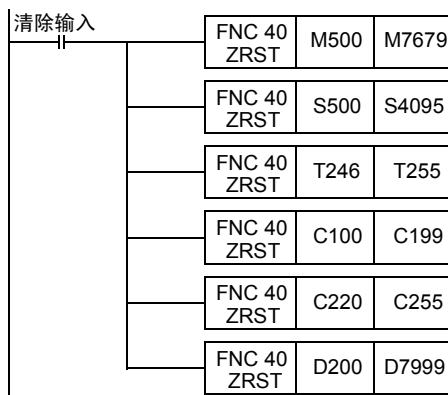 清除输入
FNC 40
ZRST M500 M7679
FNC 40
ZRST S500 S4095
FNC 40
ZRST T246 T255
FNC 40
ZRST C100 C199
FNC 40
ZRST C220 C255
FNC 40
ZRST D200 D7999